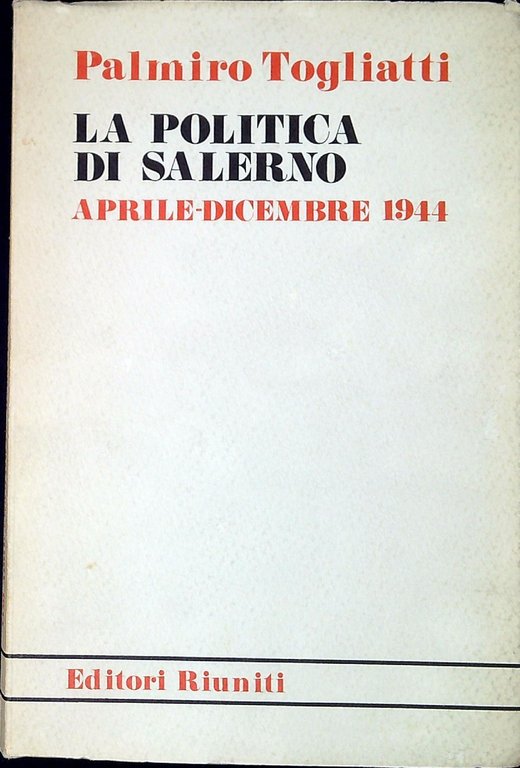 Palmiro Togliatti
LA POLITICA
DI SALERNO
APRILE-DICEMBRE 1944
Editori Riuniti